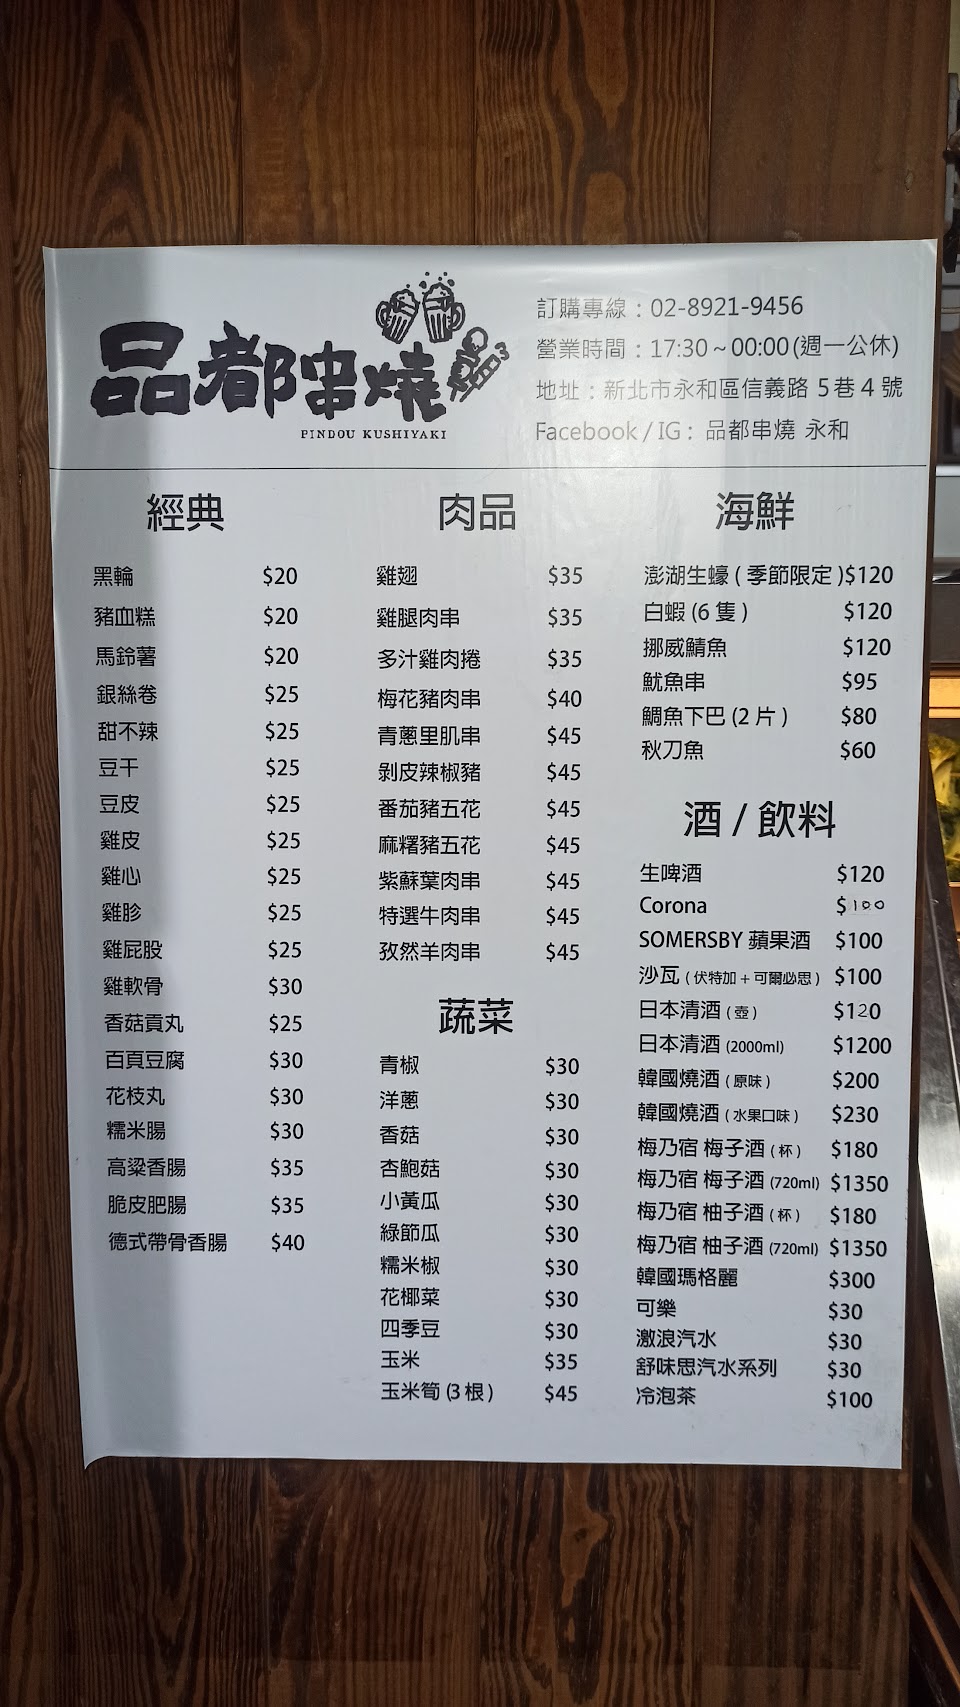 品都串燒
PINDOU KUSHIYAKI
訂購專線：02-8921-9456
營業時間：17:30～00:00(週一公休)
地址：新北市永和區信義路 5巷 4 號
Facebook / IG： 品都串燒 永和
經典
黑輪 $20
豬血糕 $20
馬鈴薯 $20
銀絲卷 $25
甜不辣 $25
豆干 $25
豆皮 $25
雞皮 $25
雞心 $25
雞胗 $25
雞屁股 $25
雞軟骨 $30
香菇貢丸 $25
百頁豆腐 $30
花枝丸 $30
糯米腸 $30
高粱香腸 $35
脆皮肥腸 $35
德式帶骨香腸 $40
肉品
雞翅 $35
雞腿肉串 $35
多汁雞肉捲 $35
梅花豬肉串 $40
青蔥里肌串 $45
剝皮辣椒豬 $45
番茄豬五花 $45
麻糬豬五花 $45
紫蘇葉肉串 $45
特選牛肉串 $45
孜然羊肉串 $45
蔬菜
青椒 $30
洋蔥 $30
香菇 $30
杏鮑菇 $30
小黃瓜 $30
綠節瓜 $30
糯米椒 $30
花椰菜 $30
四季豆 $30
玉米 $35
玉米筍 (3 根) $45
海鮮
澎湖生蠔 ( 季節限定 )$120
白蝦 (6 隻 ) $120
挪威鯖魚 $120
魷魚串 $95
鯛魚下巴 (2 片 ) $80
秋刀魚 $60
酒 / 飲料
生啤酒 $120
Corona $100
SOMERSBY 蘋果酒 $100
沙瓦 ( 伏特加 + 可爾必思 ) $100
日本清酒 ( 壺 ) $120
日本清酒 (2000ml) $1200
韓國燒酒 ( 原味 ) $200
韓國燒酒 ( 水果口味 ) $230
梅乃宿 梅子酒 ( 杯 ) $180
梅乃宿 梅子酒 (720ml) $1350
梅乃宿 柚子酒 ( 杯 ) $180
梅乃宿 柚子酒 (720ml) $1350
韓國瑪格麗 $300
可樂 $30
激浪汽水 $30
舒味思汽水系列 $30
冷泡茶 $100